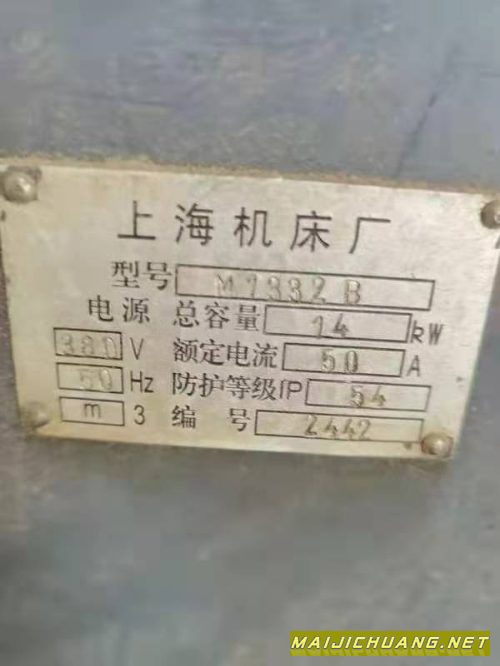 上海机床厂
型号 M1332B
电源 总容量 14 kW
380 V 额定电流 50 A
50 Hz 防护等级IP 54
m 3 编号 2442
MAIJICHUANG.NET